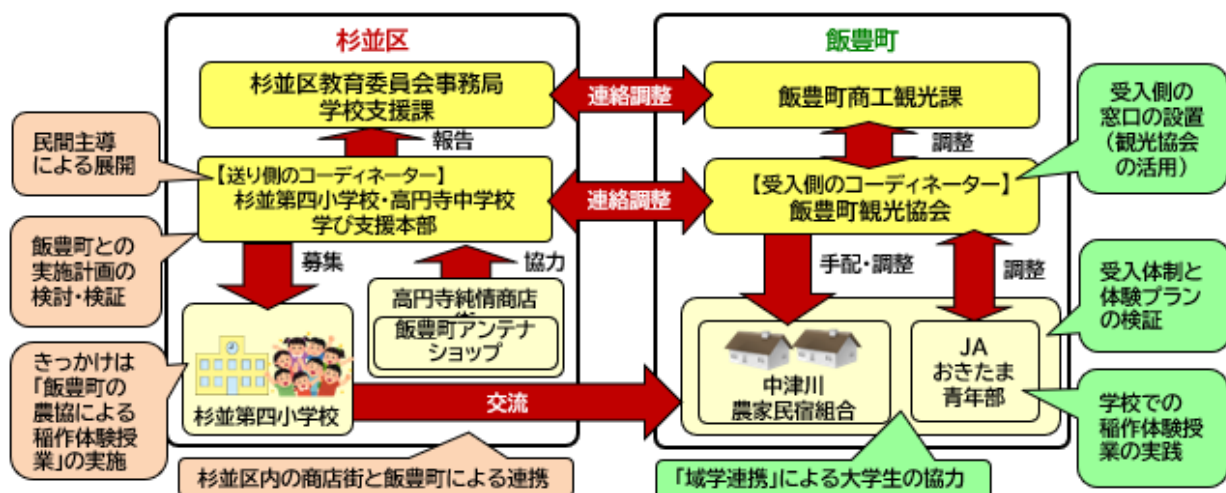 杉並区
飯豊町
杉並区教育委員会事務局
学校支援課
連絡調整
飯豊町商工観光課
受入側の
窓口の設置
(観光協会
の活用)
民間主導
による展開
報告
調整
【送り側のコーディネーター】
杉並第四小学校・高円寺中学校
学び支援本部
連絡調整
【受入側のコーディネーター】
飯豊町観光協会
飯豊町との
実施計画の
検討・検証
募集
協力
手配・調整
調整
受入体制と
体験プラン
の検証
高円寺純情商店
飯豊町アンテナ
ショップ
きっかけは
「飯豊町の
農協による
稲作体験授
業」の実施
杉並第四小学校
交流
中津川
農家民宿組合
JA
おきたま
青年部
学校での
稲作体験授
業の実践
杉並区内の商店街と飯豊町による連携
「域学連携」による大学生の協力